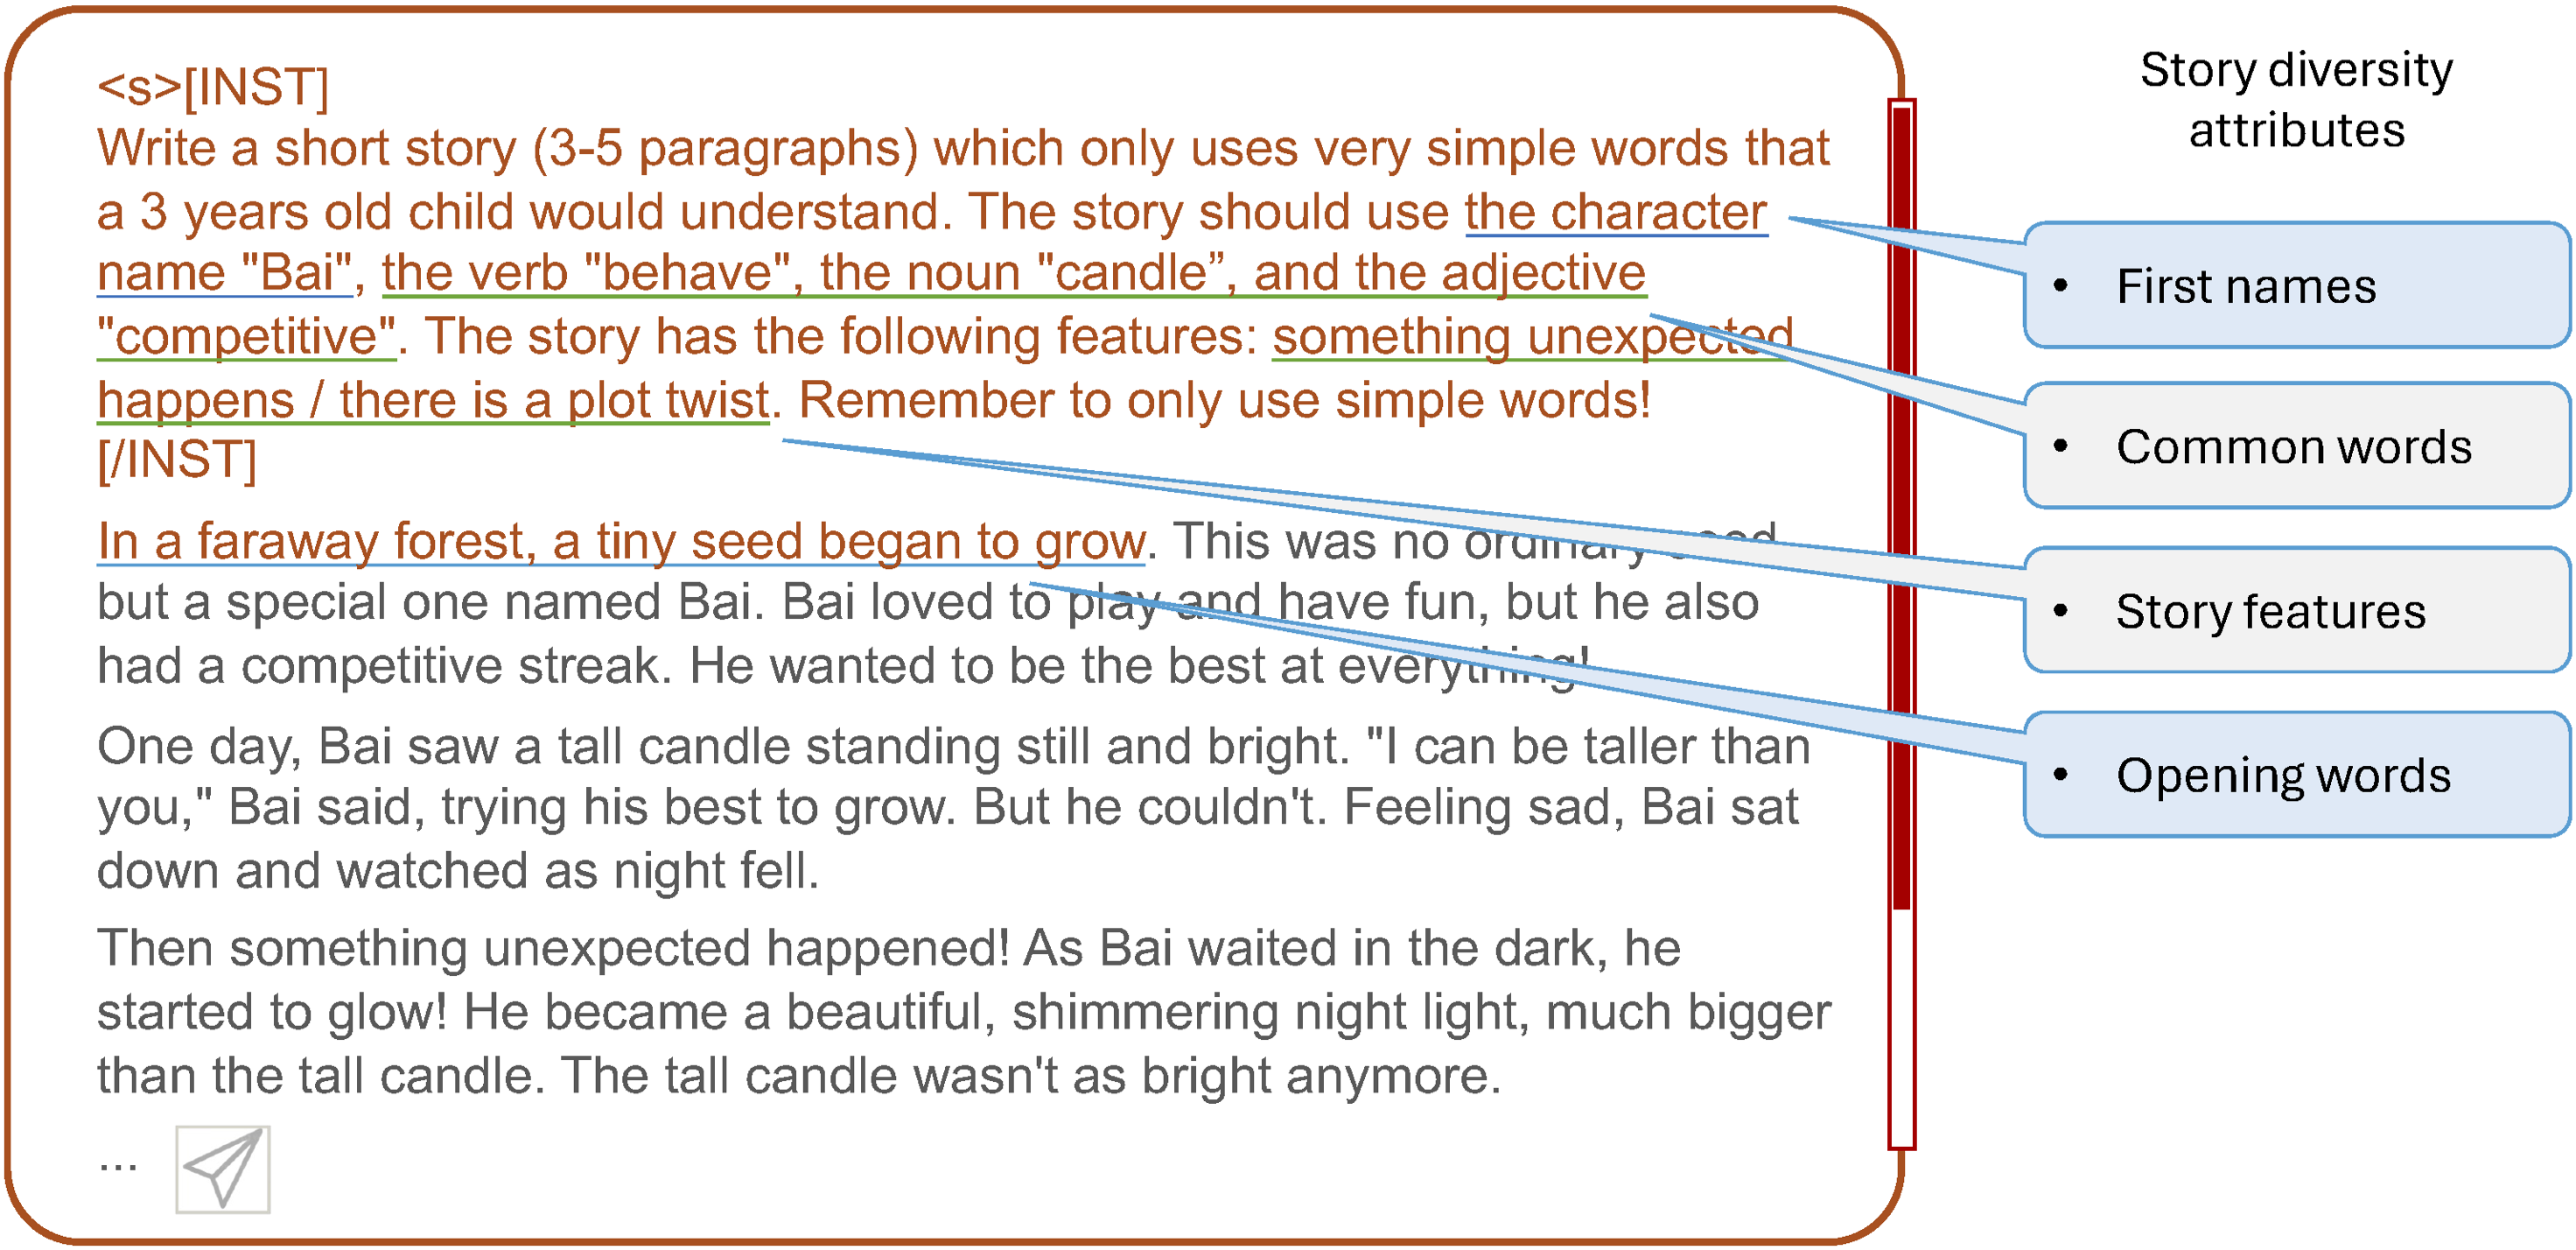 <s>[INST]
Write a short story (3-5 paragraphs) which only uses very simple words that
a 3 years old child would understand. The story should use the character
name "Bai", the verb "behave", the noun "candle”, and the adjective
"competitive". The story has the following features: something unexpected
happens / there is a plot twist. Remember to only use simple words!
[/INST]
In a faraway forest, a tiny seed began to grow. This was no ordinary seed
but a special one named Bai. Bai loved to play and have fun, but he also
had a competitive streak. He wanted to be the best at everything!
One day, Bai saw a tall candle standing still and bright. "I can be taller than
you," Bai said, trying his best to grow. But he couldn't. Feeling sad, Bai sat
down and watched as night fell.
Then something unexpected happened! As Bai waited in the dark, he
started to glow! He became a beautiful, shimmering night light, much bigger
than the tall candle. The tall candle wasn't as bright anymore.
...
Story diversity
attributes
• First names
• Common words
• Story features
• Opening words